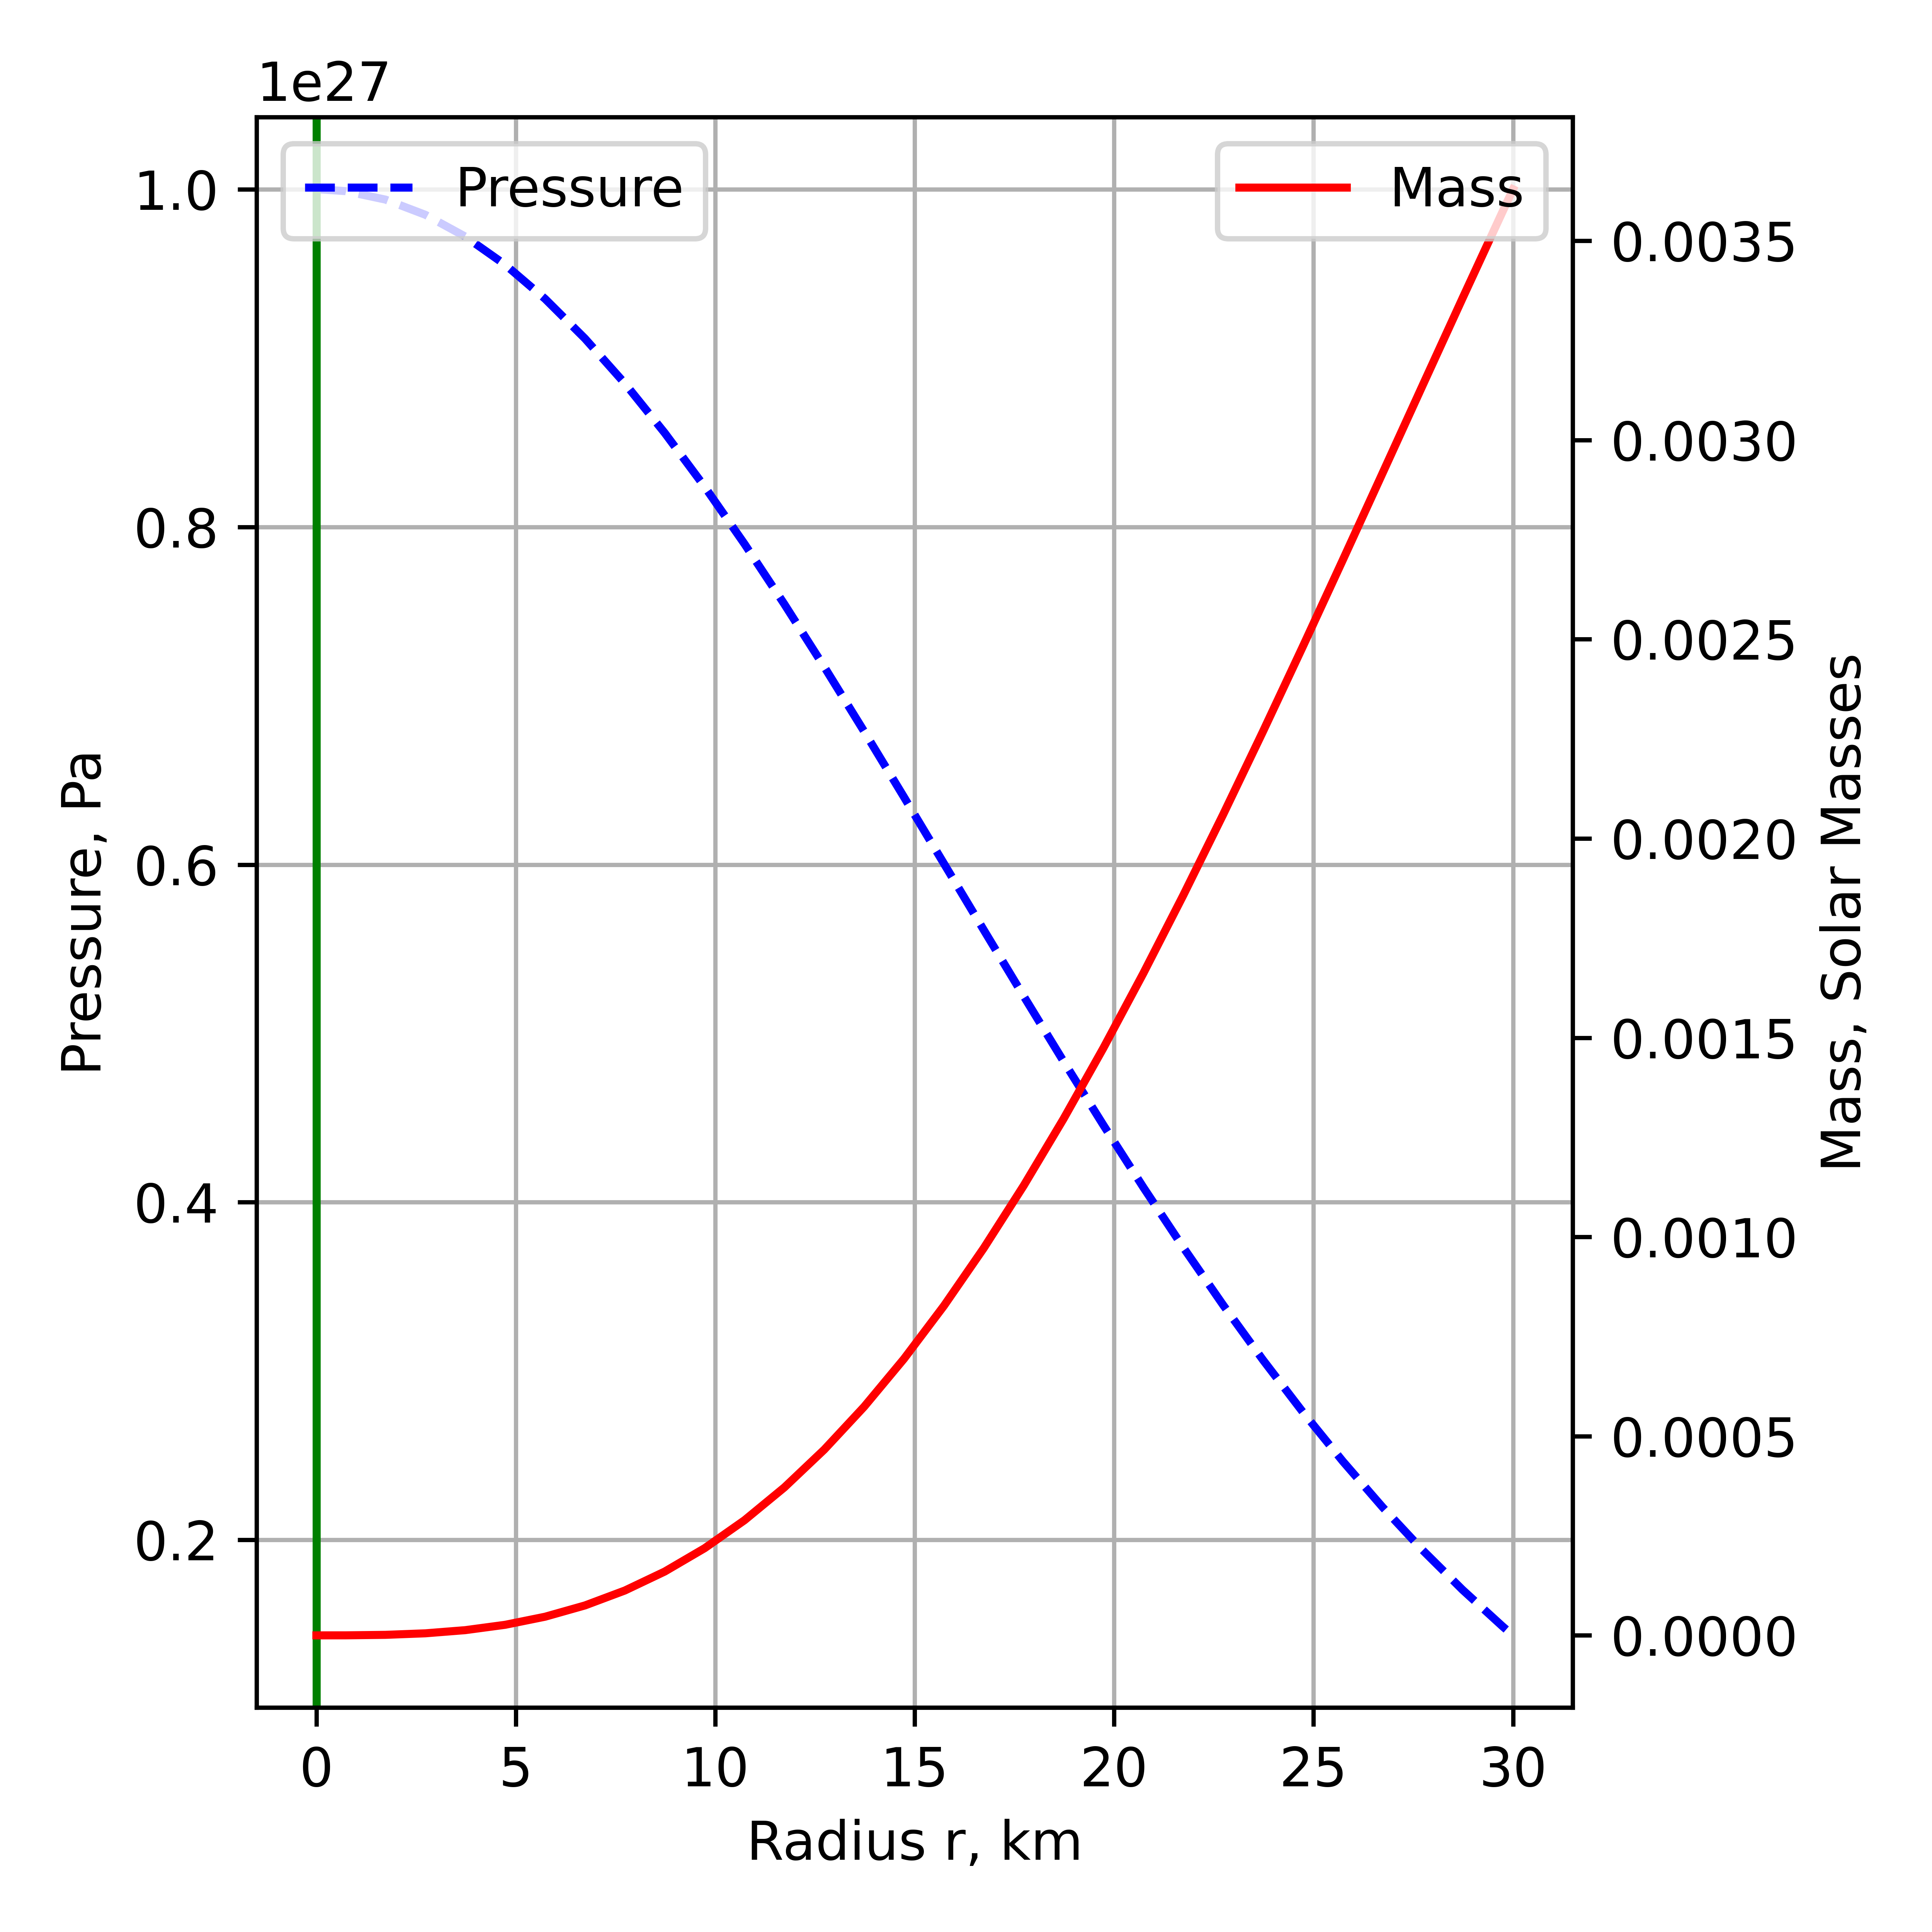 1e27
Pressure
Mass
1.0
0.8
0.6
0.4
0.2
Pressure, Pa
0.0035
0.0030
0.0025
0.0020
0.0015
0.0010
0.0005
0.0000
Mass, Solar Masses
0 5 10 15 20 25 30
Radius r, km